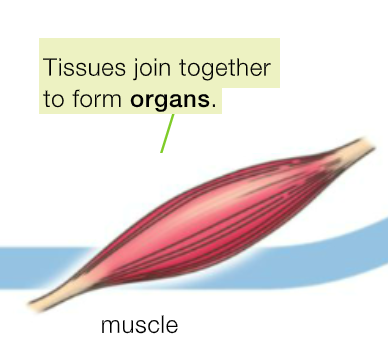 Tissues join together
to form organs.
muscle